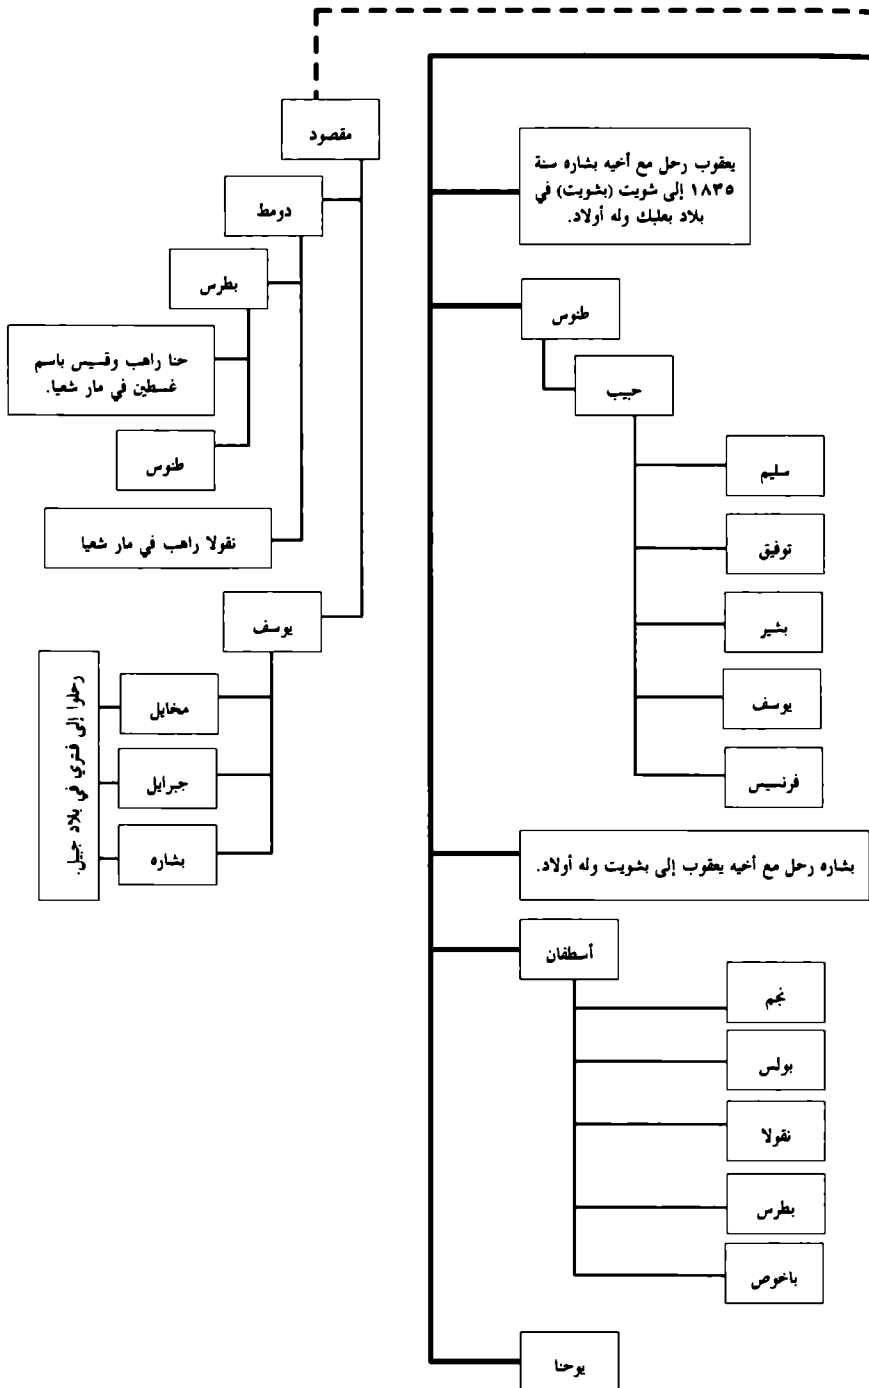 يعقوب رحل مع أخيه بشاره سنة
١٨٣٥ إلى شويت (بشويت) في
بلاد بعلبك وله أولاد.
طنوس
حبيب
سليم
توفيق
بشير
يوسف
فرنسيس
بشاره رحل مع أخيه يعقوب إلى بشويت وله أولاد.
أسطفان
نجم
بولس
نقولا
بطرس
باخوص
يوحنا
مقصود
دومط
بطرس
حنا راهب وقسيس باسم
غسطين في مار شعيا.
طنوس
نقولا راهب في مار شعيا
يوسف
مخايل
جبرايل
بشاره
رحلوا إلى فتري في بلاد جبيل.